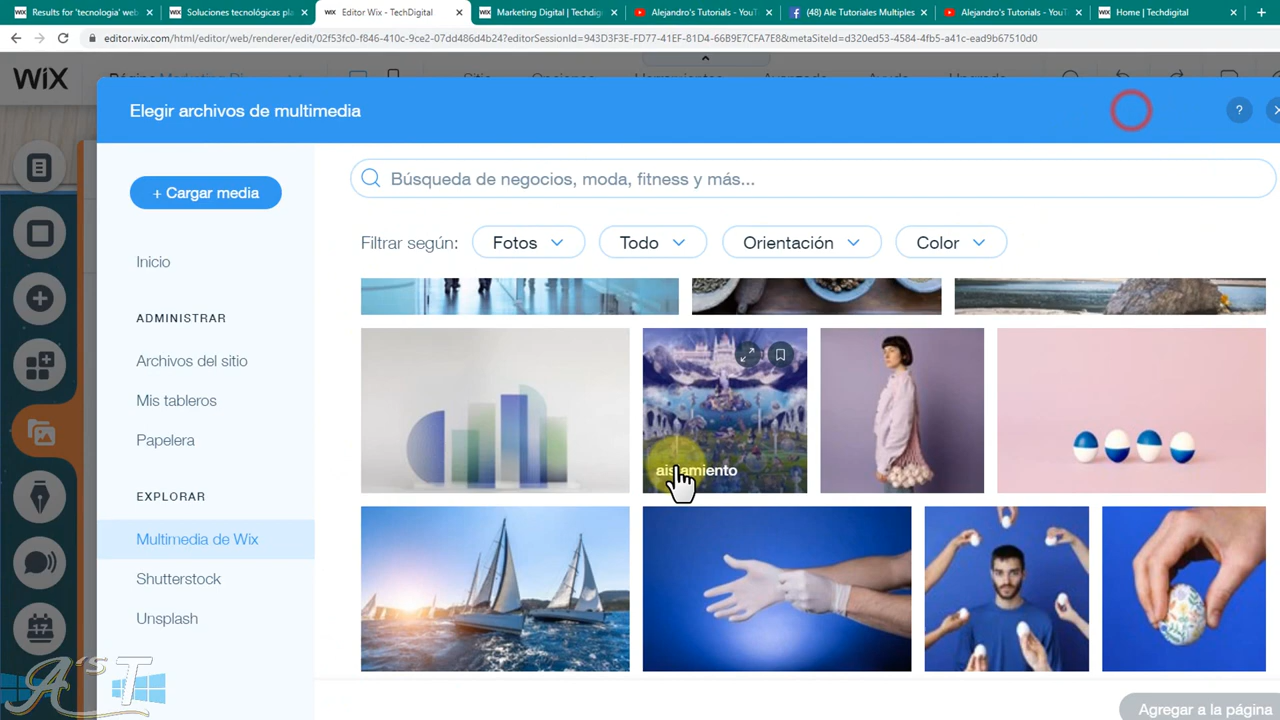 Results for 'tecnologia' web
Soluciones tecnológicas pla
Editor Wix - TechDigital
Marketing Digital | Techdig
Alejandro's Tutorials - YouT
(48) Ale Tutoriales Multiples
Alejandro's Tutorials - YouT
Home | Techdigital
editor.wix.com/html/editor/web/renderer/edit/02f53fc0-f846-410c-9ce2-07dd486d4b24?editorSessionId=943D3F3E-FD77-41EF-81D4-66B9E7CFA7E8&metaSiteId=d320ed53-4584-4fb5-a41c-ead9b67510d0
WiX
Elegir archivos de multimedia
?
+ Cargar media
Búsqueda de negocios, moda, fitness y más...
Filtrar según:
Fotos
Todo
Orientación
Color
Inicio
ADMINISTRAR
Archivos del sitio
Mis tableros
Papelera
EXPLORAR
Multimedia de Wix
Shutterstock
Unsplash
aislamiento
17
A'sT
Agregar a la página